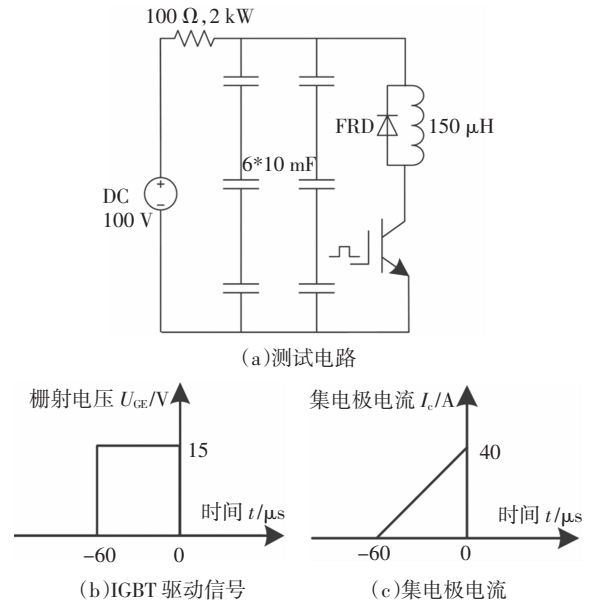 100 Ω,2 kW
FRD
150 μH
6*10 mF
DC
100 V
(a)测试电路
栅射电压 U_GE/V
15
时间 t/μs
-60
0
(b)IGBT 驱动信号
集电极电流 I_c/A
40
时间 t/μs
-60
0
(c)集电极电流